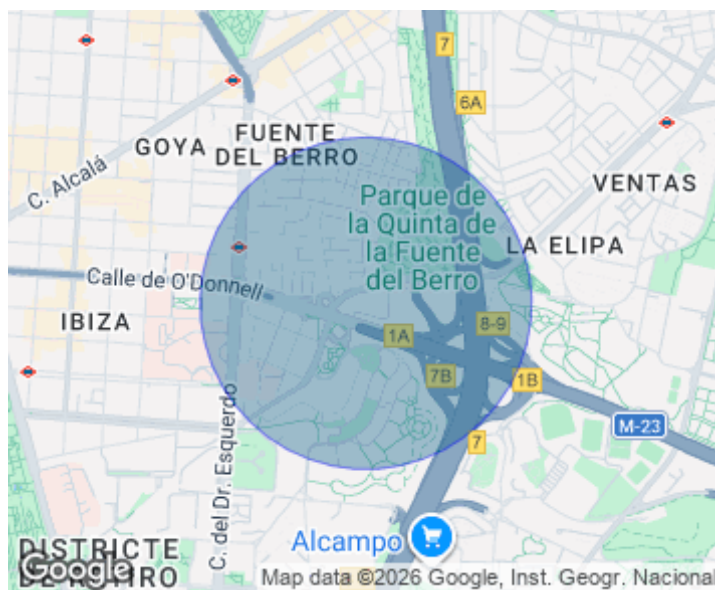 7
6A
FUENTE
DEL BERRO
GOYA
C. Alcalá
VENTAS
Parque de
la Quinta de
la Fuente
del Berro
LA ELIPA
Calle de O'Donnell
IBIZA
1A
8-9
7B
1B
M-23
7
C. del Dr. Esquerdo
Alcampo
DISTRICTE
DE RETIRO
Google
Map data ©2026 Google, Inst. Geogr. Nacional